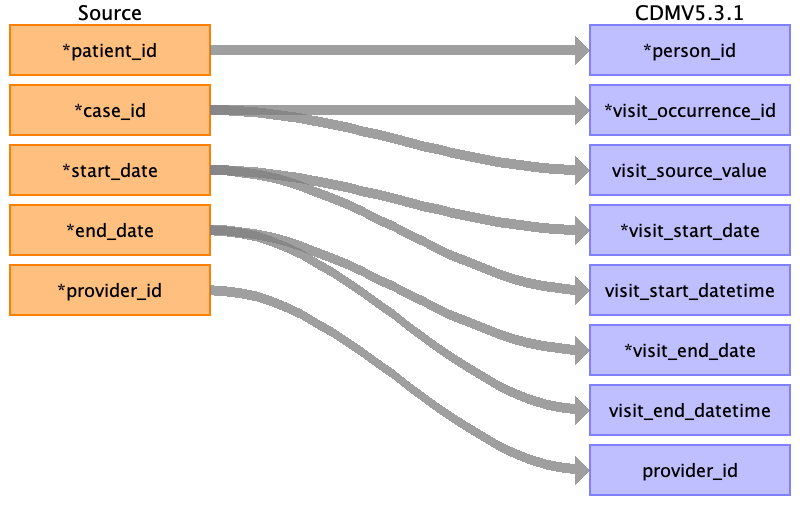 Source CDMV5.3.1
*patient_id *person_id
*case_id *visit_occurrence_id
*start_date visit_source_value
*end_date *visit_start_date
*provider_id visit_start_datetime
*visit_end_date
visit_end_datetime
provider_id